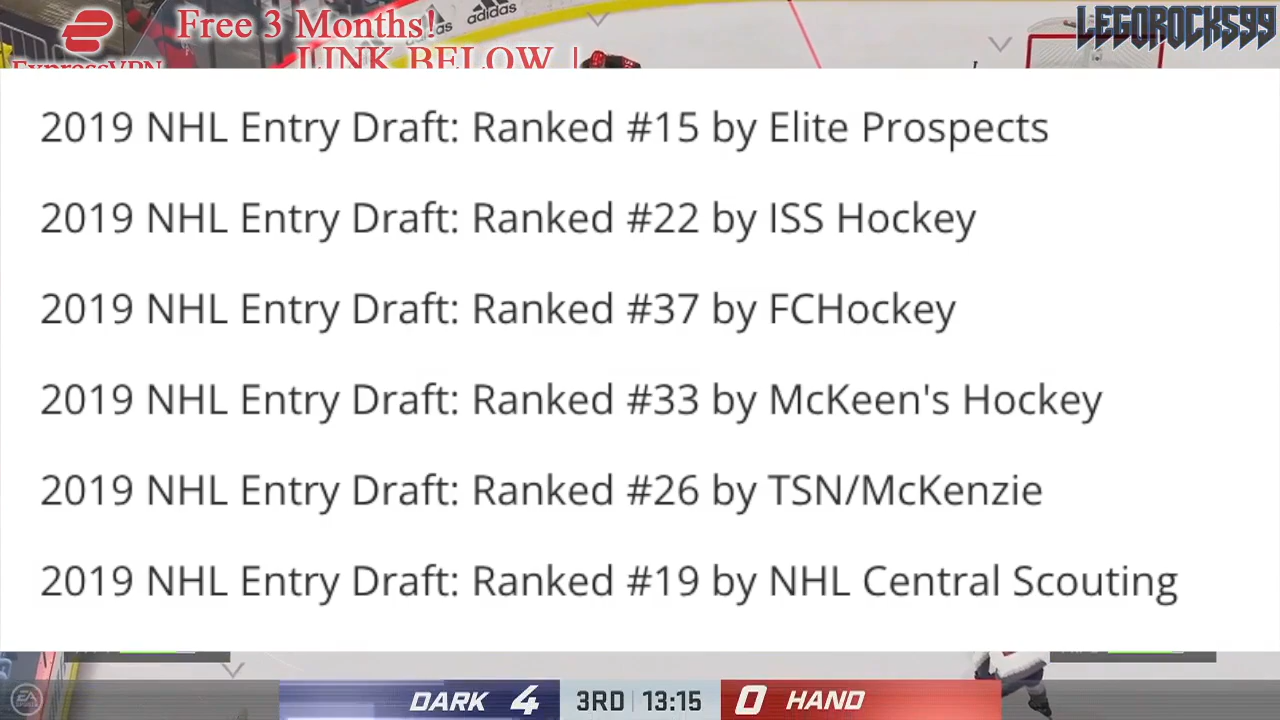 Free 3 Months!
LINK BELOW |
ExpressVPN
adidas
LEGOROCKS99
2019 NHL Entry Draft: Ranked #15 by Elite Prospects
2019 NHL Entry Draft: Ranked #22 by ISS Hockey
2019 NHL Entry Draft: Ranked #37 by FCHockey
2019 NHL Entry Draft: Ranked #33 by McKeen's Hockey
2019 NHL Entry Draft: Ranked #26 by TSN/McKenzie
2019 NHL Entry Draft: Ranked #19 by NHL Central Scouting
DARK 4 3RD 13:15 0 HAND